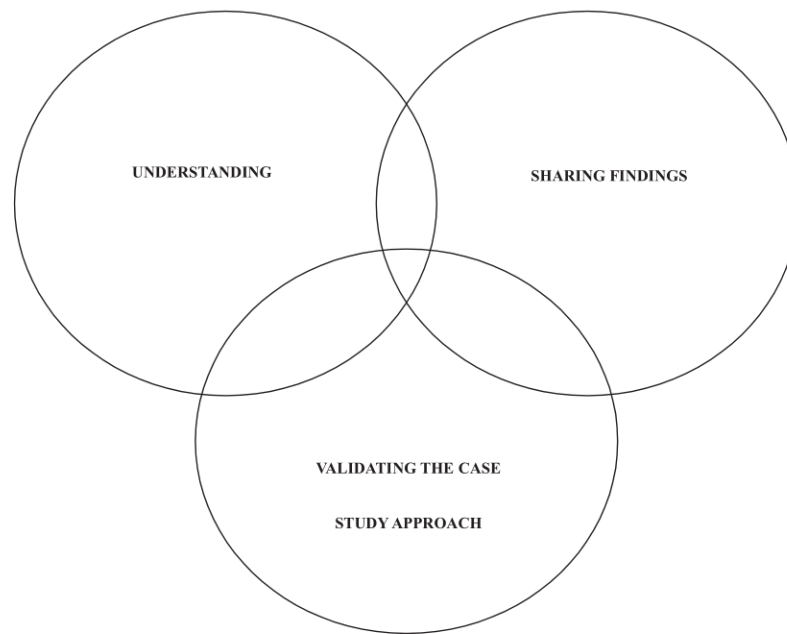 UNDERSTANDING
SHARING FINDINGS
VALIDATING THE CASE
STUDY APPROACH